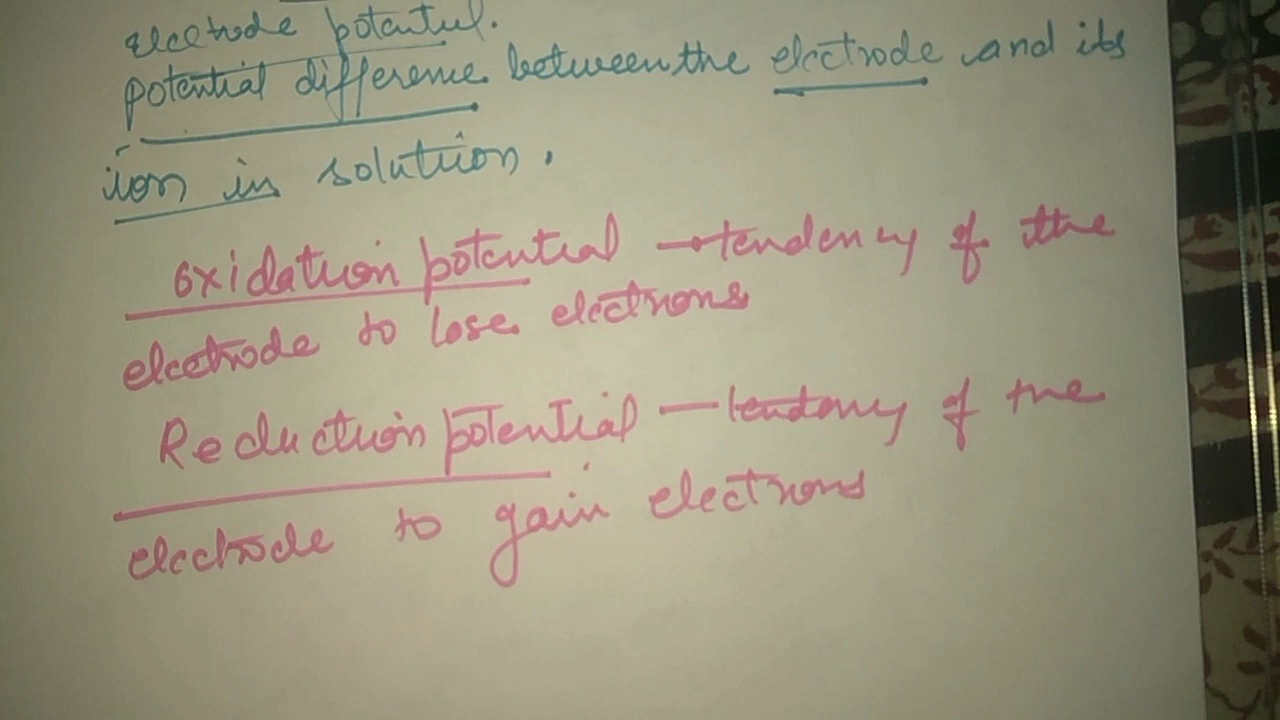 electrode potential.
potential difference between the electrode and its
ion in solution.
oxidation potential → tendency of the
electrode to lose electrons
Reduction potential — tendency of the
electrode to gain electrons